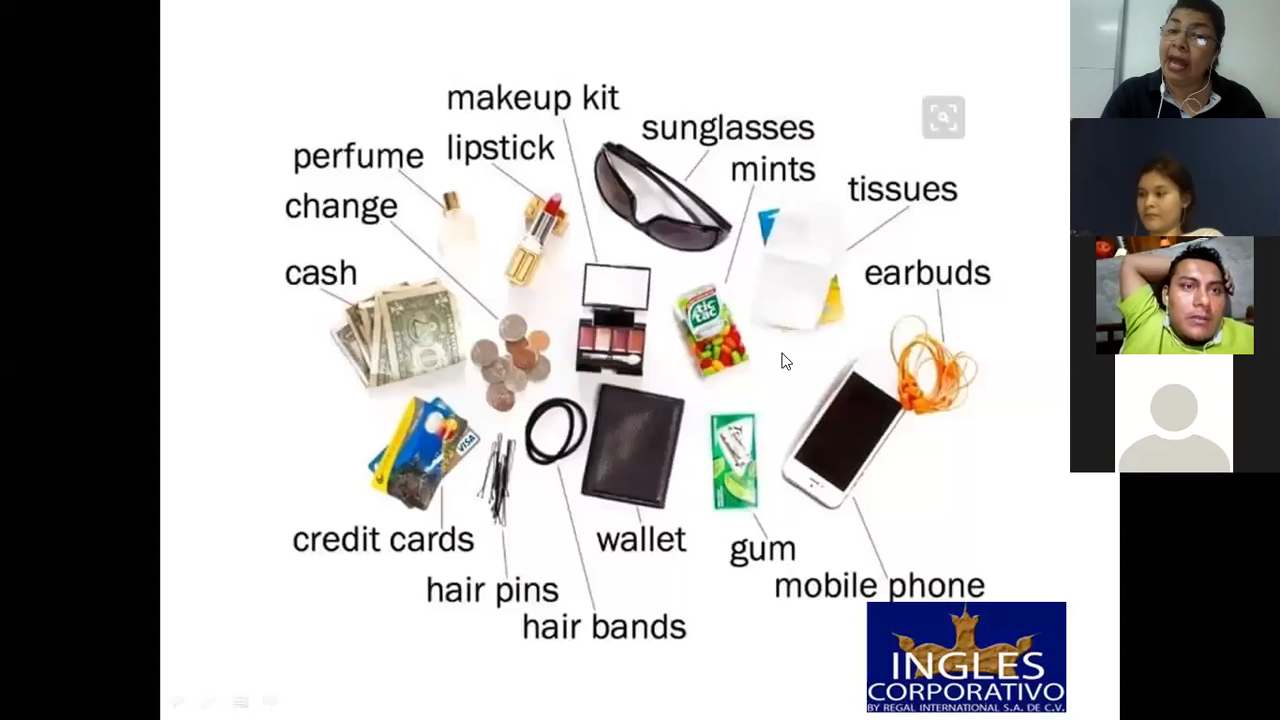 makeup kit
sunglasses
lipstick
perfume
mints
tissues
change
cash
earbuds
tic
tac
VISA
credit cards
wallet
gum
mobile phone
hair pins
hair bands
INGLES
CORPORATIVO
BY REGAL INTERNATIONAL S.A. DE C.V.